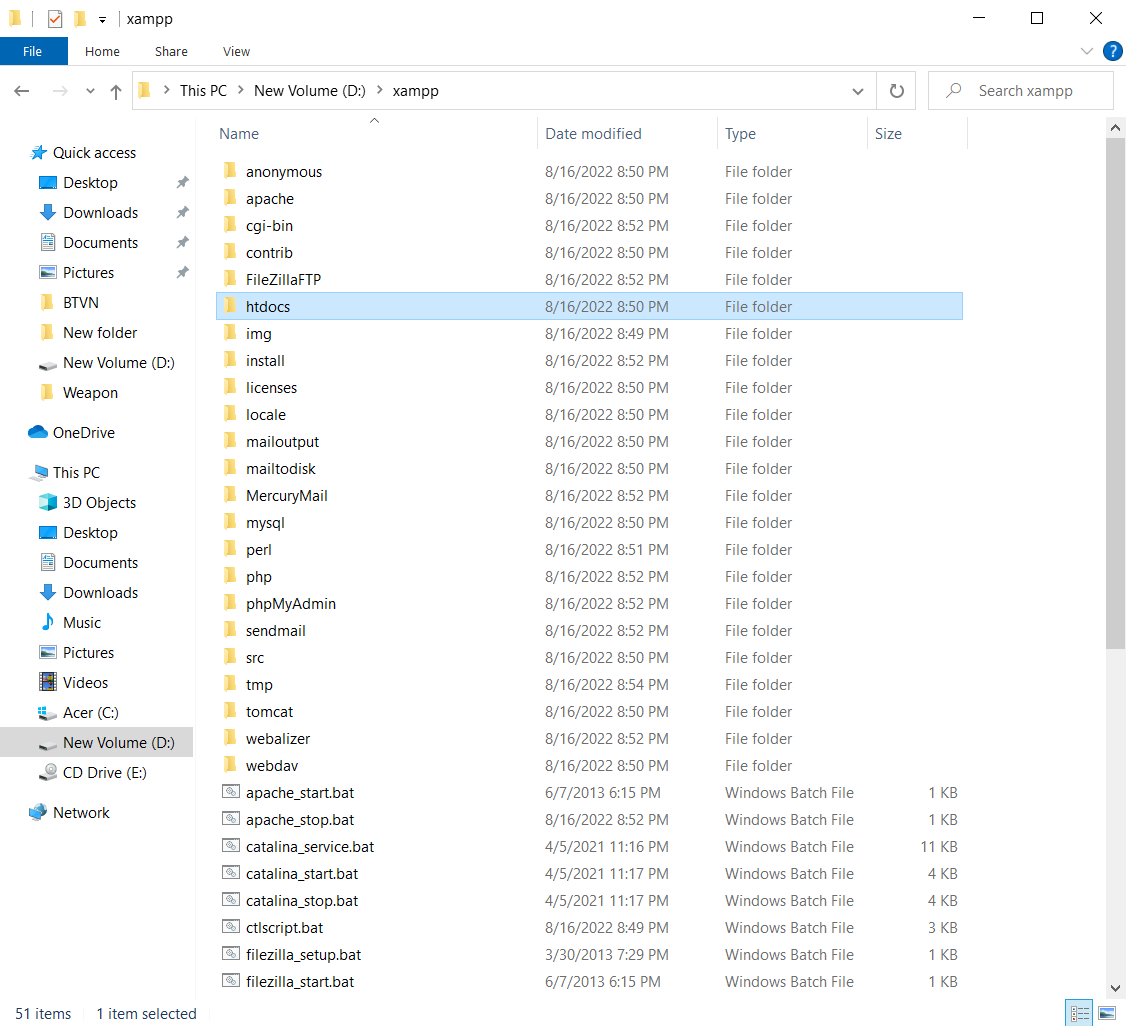 xampp
File Home Share View ?
This PC New Volume (D:) xampp Search xampp
Name Date modified Type Size
Quick access
Desktop
Downloads
Documents
Pictures
BTVN
New folder
New Volume (D:)
Weapon
OneDrive
This PC
3D Objects
Desktop
Documents
Downloads
Music
Pictures
Videos
Acer (C:)
New Volume (D:)
CD Drive (E:)
Network
anonymous 8/16/2022 8:50 PM File folder
apache 8/16/2022 8:50 PM File folder
cgi-bin 8/16/2022 8:52 PM File folder
contrib 8/16/2022 8:50 PM File folder
FileZillaFTP 8/16/2022 8:52 PM File folder
htdocs 8/16/2022 8:50 PM File folder
img 8/16/2022 8:49 PM File folder
install 8/16/2022 8:52 PM File folder
licenses 8/16/2022 8:50 PM File folder
locale 8/16/2022 8:50 PM File folder
mailoutput 8/16/2022 8:50 PM File folder
mailtodisk 8/16/2022 8:50 PM File folder
MercuryMail 8/16/2022 8:52 PM File folder
mysql 8/16/2022 8:50 PM File folder
perl 8/16/2022 8:51 PM File folder
php 8/16/2022 8:52 PM File folder
phpMyAdmin 8/16/2022 8:52 PM File folder
sendmail 8/16/2022 8:52 PM File folder
src 8/16/2022 8:50 PM File folder
tmp 8/16/2022 8:54 PM File folder
tomcat 8/16/2022 8:50 PM File folder
webalizer 8/16/2022 8:52 PM File folder
webdav 8/16/2022 8:50 PM File folder
apache_start.bat 6/7/2013 6:15 PM Windows Batch File 1 KB
apache_stop.bat 8/16/2022 8:52 PM Windows Batch File 1 KB
catalina_service.bat 4/5/2021 11:16 PM Windows Batch File 11 KB
catalina_start.bat 4/5/2021 11:17 PM Windows Batch File 4 KB
catalina_stop.bat 4/5/2021 11:17 PM Windows Batch File 4 KB
ctlscript.bat 8/16/2022 8:49 PM Windows Batch File 3 KB
filezilla_setup.bat 3/30/2013 7:29 PM Windows Batch File 1 KB
filezilla_start.bat 6/7/2013 6:15 PM Windows Batch File 1 KB
51 items 1 item selected